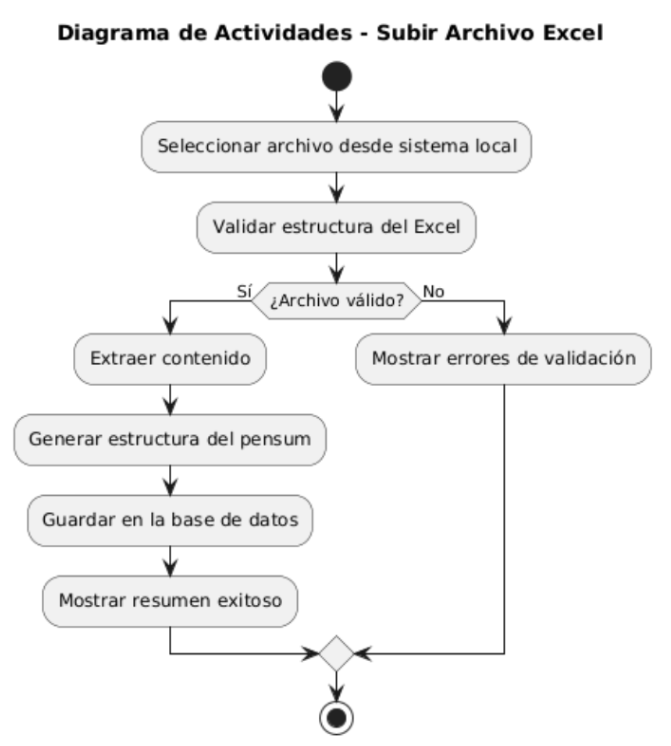 Diagrama de Actividades - Subir Archivo Excel
Seleccionar archivo desde sistema local
Validar estructura del Excel
Sí
¿Archivo válido?
No
Extraer contenido
Mostrar errores de validación
Generar estructura del pensum
Guardar en la base de datos
Mostrar resumen exitoso